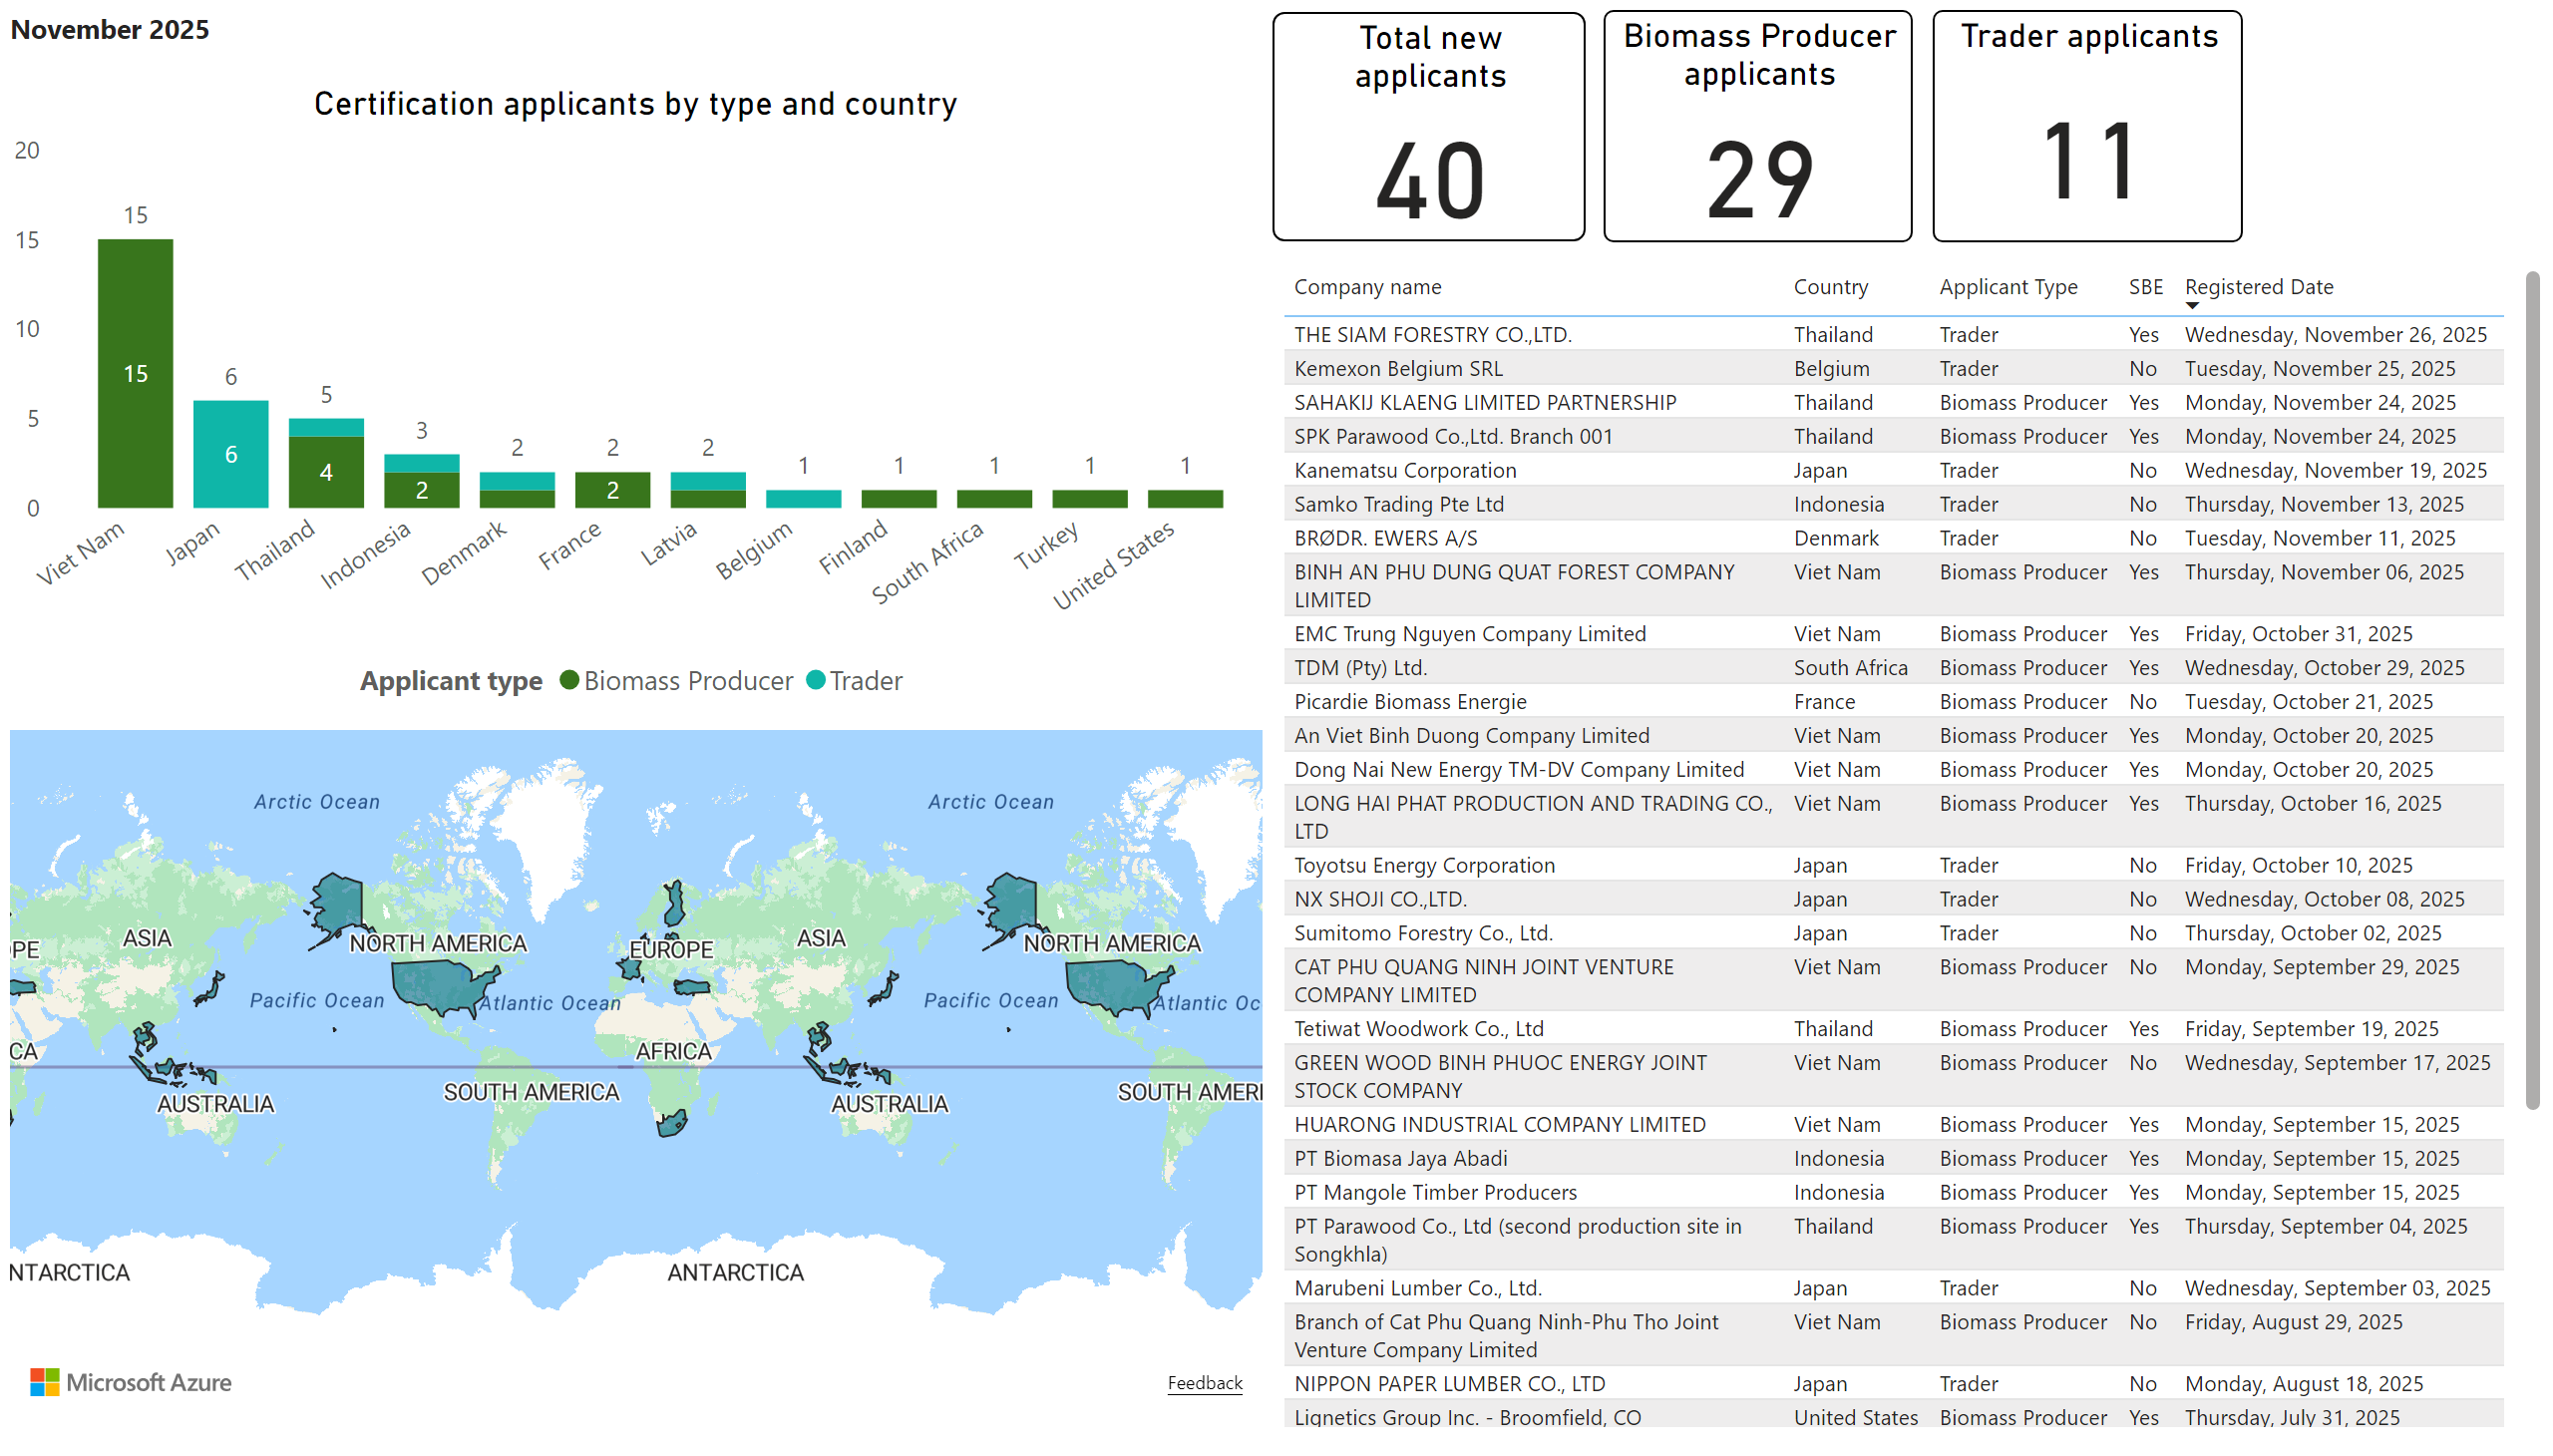 November 2025
Certification applicants by type and country
20
15
10
5
0
15
15
6
6
5
4
3
2
2
2
2
2
1
1
1
1
1
Viet Nam
Japan
Thailand
Indonesia
Denmark
France
Latvia
Belgium
Finland
South Africa
Turkey
United States
Applicant type Biomass Producer Trader
Arctic Ocean
Arctic Ocean
ASIA
NORTH AMERICA
EUROPE
ASIA
NORTH AMERICA
OPE
Pacific Ocean
Atlantic Ocean
Pacific Ocean
Atlantic Oc
CA
AFRICA
AUSTRALIA
SOUTH AMERICA
AUSTRALIA
SOUTH AMERI
NTARCTICA
ANTARCTICA
Microsoft Azure
Feedback
Total new
applicants
40
Biomass Producer
applicants
29
Trader applicants
11
Company name Country Applicant Type SBE Registered Date
THE SIAM FORESTRY CO.,LTD. Thailand Trader Yes Wednesday, November 26, 2025
Kemexon Belgium SRL Belgium Trader No Tuesday, November 25, 2025
SAHAKIJ KLAENG LIMITED PARTNERSHIP Thailand Biomass Producer Yes Monday, November 24, 2025
SPK Parawood Co.,Ltd. Branch 001 Thailand Biomass Producer Yes Monday, November 24, 2025
Kanematsu Corporation Japan Trader No Wednesday, November 19, 2025
Samko Trading Pte Ltd Indonesia Trader No Thursday, November 13, 2025
BRØDR. EWERS A/S Denmark Trader No Tuesday, November 11, 2025
BINH AN PHU DUNG QUAT FOREST COMPANY Viet Nam Biomass Producer Yes Thursday, November 06, 2025
LIMITED
EMC Trung Nguyen Company Limited Viet Nam Biomass Producer Yes Friday, October 31, 2025
TDM (Pty) Ltd. South Africa Biomass Producer Yes Wednesday, October 29, 2025
Picardie Biomass Energie France Biomass Producer No Tuesday, October 21, 2025
An Viet Binh Duong Company Limited Viet Nam Biomass Producer Yes Monday, October 20, 2025
Dong Nai New Energy TM-DV Company Limited Viet Nam Biomass Producer Yes Monday, October 20, 2025
LONG HAI PHAT PRODUCTION AND TRADING CO., Viet Nam Biomass Producer Yes Thursday, October 16, 2025
LTD
Toyotsu Energy Corporation Japan Trader No Friday, October 10, 2025
NX SHOJI CO.,LTD. Japan Trader No Wednesday, October 08, 2025
Sumitomo Forestry Co., Ltd. Japan Trader No Thursday, October 02, 2025
CAT PHU QUANG NINH JOINT VENTURE Viet Nam Biomass Producer No Monday, September 29, 2025
COMPANY LIMITED
Tetiwat Woodwork Co., Ltd Thailand Biomass Producer Yes Friday, September 19, 2025
GREEN WOOD BINH PHUOC ENERGY JOINT Viet Nam Biomass Producer No Wednesday, September 17, 2025
STOCK COMPANY
HUARONG INDUSTRIAL COMPANY LIMITED Viet Nam Biomass Producer Yes Monday, September 15, 2025
PT Biomasa Jaya Abadi Indonesia Biomass Producer Yes Monday, September 15, 2025
PT Mangole Timber Producers Indonesia Biomass Producer Yes Monday, September 15, 2025
PT Parawood Co., Ltd (second production site in Thailand Biomass Producer Yes Thursday, September 04, 2025
Songkhla)
Marubeni Lumber Co., Ltd. Japan Trader No Wednesday, September 03, 2025
Branch of Cat Phu Quang Ninh-Phu Tho Joint Viet Nam Biomass Producer No Friday, August 29, 2025
Venture Company Limited
NIPPON PAPER LUMBER CO., LTD Japan Trader No Monday, August 18, 2025
Lignetics Group Inc. - Broomfield, CO United States Biomass Producer Yes Thursday, July 31, 2025